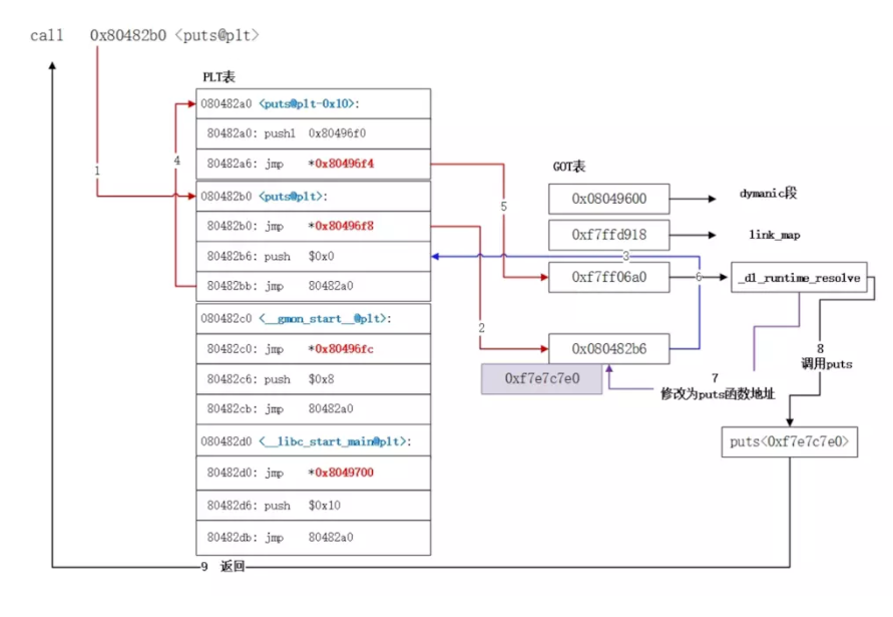 call 0x80482b0 <puts@plt>
PLT表
080482a0 <puts@plt-0x10>:
80482a0: pushl 0x80496f0
80482a6: jmp *0x80496f4
080482b0 <puts@plt>:
80482b0: jmp *0x80496f8
80482b6: push $0x0
80482bb: jmp 80482a0
080482c0 <__gmon_start__@plt>:
80482c0: jmp *0x80496fc
80482c6: push $0x8
80482cb: jmp 80482a0
080482d0 <__libc_start_main@plt>:
80482d0: jmp *0x8049700
80482d6: push $0x10
80482db: jmp 80482a0
1
4
5
2
GOT表
0x08049600
dymanic段
0xf7ffd918
link_map
3
0xf7ff06a0
6
_dl_runtime_resolve
0x080482b6
0xf7e7c7e0
7
修改为puts函数地址
8
调用puts
puts<0xf7e7c7e0>
9 返回